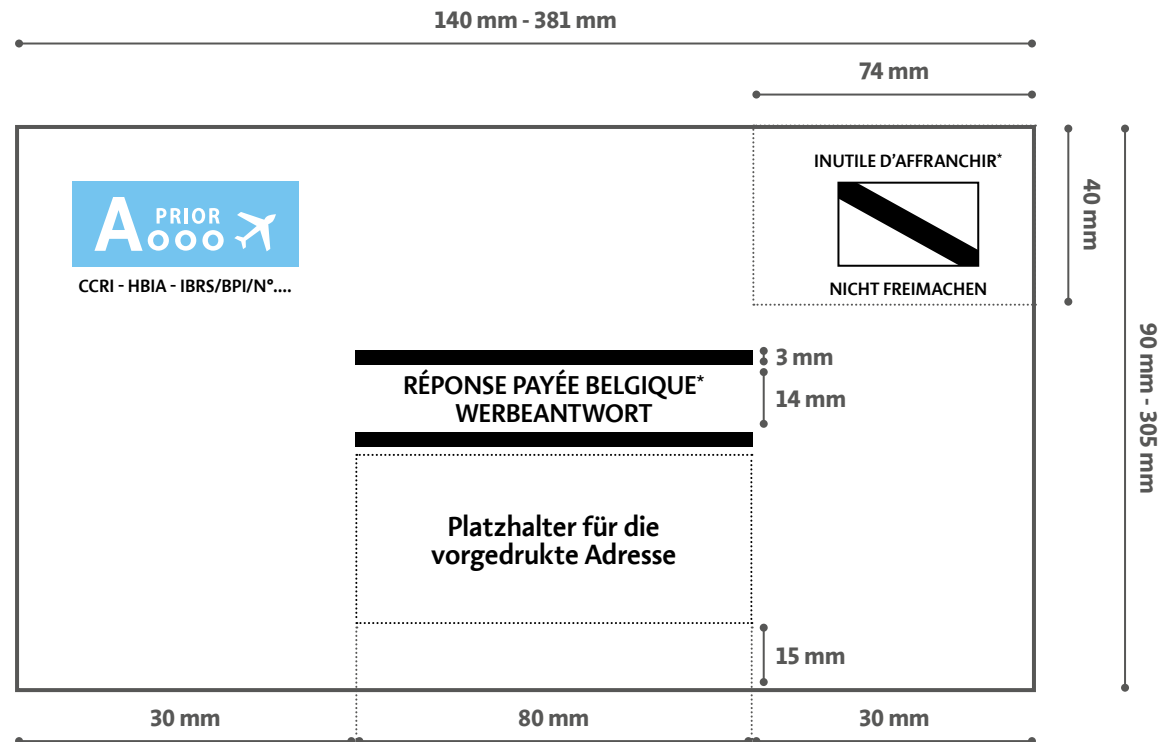 140 mm - 381 mm
74 mm
INUTILE D'AFFRANCHIR*
NICHT FREIMACHEN
40 mm
90 mm - 305 mm
A PRIOR
CCRI - HBIA - IBRS/BPI/N°....
3 mm
RÉPONSE PAYÉE BELGIQUE*
WERBEANTWORT
14 mm
Platzhalter für die
vorgedrukte Adresse
15 mm
30 mm
80 mm
30 mm